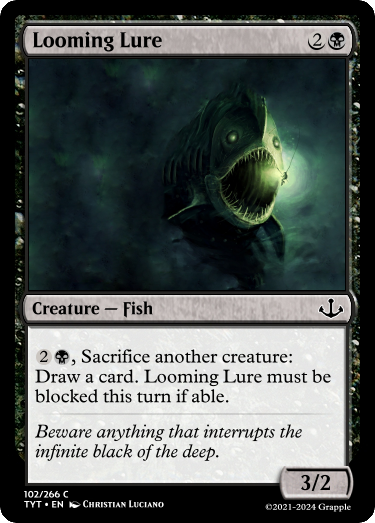 Looming Lure 2
Creature — Fish
2, Sacrifice another creature:
Draw a card. Looming Lure must be
blocked this turn if able.
Beware anything that interrupts the
infinite black of the deep.
3/2
102/266 C
TYT • EN Christian Luciano
©2021-2024 Grapple